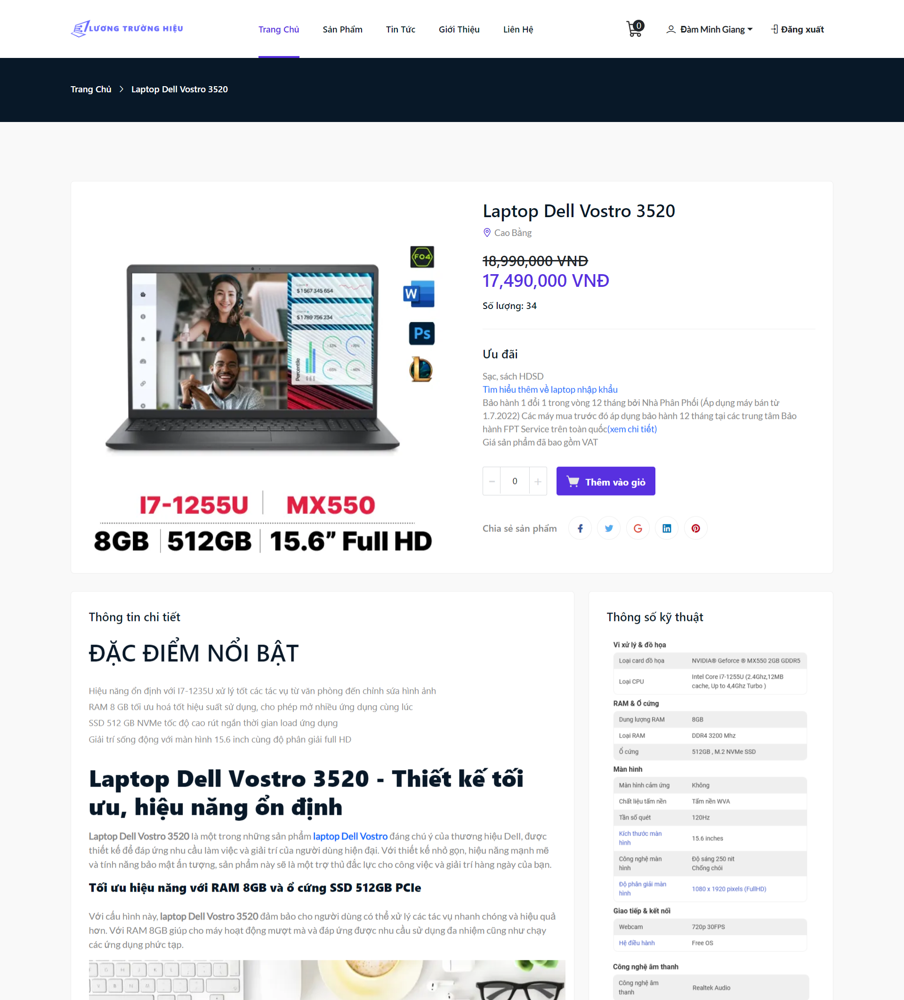 LƯƠNG TRƯỜNG HIỆU
Trang Chủ
Sản Phẩm
Tin Tức
Giới Thiệu
Liên Hệ
0
Đàm Minh Giang
Đăng xuất
Trang Chủ
Laptop Dell Vostro 3520
Laptop Dell Vostro 3520
Cao Bằng
18,990,000 VNĐ
17,490,000 VNĐ
Số lượng: 34
Ưu đãi
Sạc, sách HDSD
Tìm hiểu thêm về laptop nhập khẩu
Bảo hành 1 đổi 1 trong vòng 12 tháng bởi Nhà Phân Phối (Áp dụng máy bán từ
1.7.2022) Các máy mua trước đó áp dụng bảo hành 12 tháng tại các trung tâm Bảo
hành FPT Service trên toàn quốc(xem chi tiết)
Giá sản phẩm đã bao gồm VAT
0
Thêm vào giỏ
Chia sẻ sản phẩm
FO4
W
Ps
$1 567 345 654
$1 789 756 234
Percentile
I7-1255U
MX550
8GB
512GB
15.6” Full HD
Thông tin chi tiết
ĐẶC ĐIỂM NỔI BẬT
Hiệu năng ổn định với I7-1235U xử lý tốt các tác vụ từ văn phòng đến chỉnh sửa hình ảnh
RAM 8 GB tối ưu hoá tốt hiệu suất sử dụng, cho phép mở nhiều ứng dụng cùng lúc
SSD 512 GB NVMe tốc độ cao rút ngắn thời gian load ứng dụng
Giải trí sống động với màn hình 15.6 inch cùng độ phân giải full HD
Laptop Dell Vostro 3520 - Thiết kế tối
ưu, hiệu năng ổn định
Laptop Dell Vostro 3520 là một trong những sản phẩm laptop Dell Vostro đáng chú ý của thương hiệu Dell, được
thiết kế để đáp ứng nhu cầu làm việc và giải trí của người dùng hiện đại. Với thiết kế nhỏ gọn, hiệu năng mạnh mẽ
và tính năng bảo mật ấn tượng, sản phẩm này sẽ là một trợ thủ đắc lực cho công việc và giải trí hàng ngày của bạn.
Tối ưu hiệu năng với RAM 8GB và ổ cứng SSD 512GB PCIe
Với cấu hình này, laptop Dell Vostro 3520 đảm bảo cho người dùng có thể xử lý các tác vụ nhanh chóng và hiệu quả
hơn. Với RAM 8GB giúp cho máy hoạt động mượt mà và đáp ứng được nhu cầu sử dụng đa nhiệm cũng như chạy
các ứng dụng phức tạp.
Thông số kỹ thuật
Vi xử lý & đồ họa
Loại card đồ họa
NVIDIA® Geforce ® MX550 2GB GDDR5
Loại CPU
Intel Core i7-1255U (2.4Ghz,12MB
cache, Up to 4,4Ghz Turbo )
RAM & Ổ cứng
Dung lượng RAM
8GB
Loại RAM
DDR4 3200 Mhz
Ổ cứng
512GB , M.2 NVMe SSD
Màn hình
Màn hình cảm ứng
Không
Chất liệu tấm nền
Tấm nền WVA
Tần số quét
120Hz
Kích thước màn
hình
15.6 inches
Công nghệ màn
hình
Độ sáng 250 nit
Chống chói
Độ phân giải màn
hình
1080 x 1920 pixels (FullHD)
Giao tiếp & kết nối
Webcam
720p 30FPS
Hệ điều hành
Free OS
Công nghệ âm thanh
Công nghệ âm
thanh
Realtek Audio